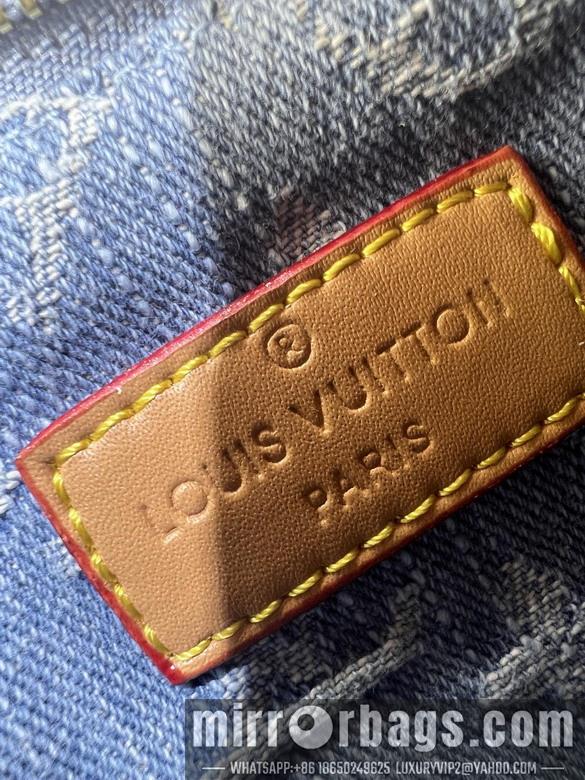 ®
LOUIS VUITTON
PARIS
mirrorbags.com
WHATSAPP:+86 18650249625 LUXURYVIP2@YAHOO.COM